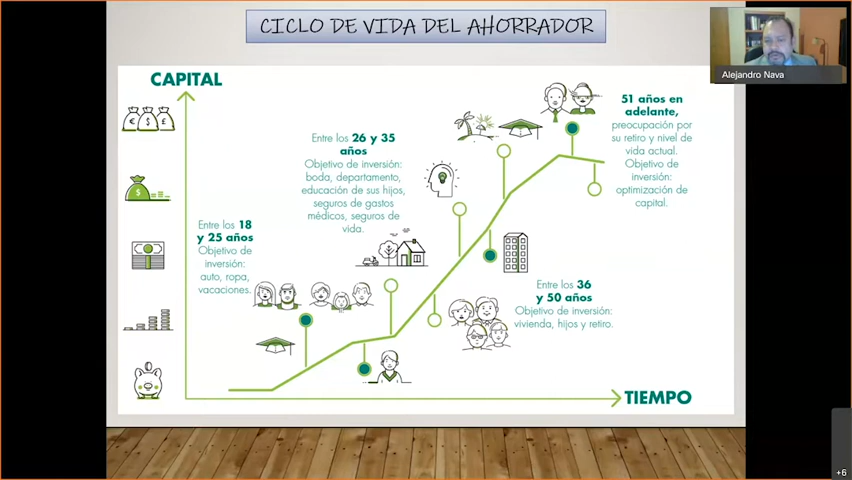 CICLO DE VIDA DEL AHORRADOR
Alejandro Nava
CAPITAL
51 años en
adelante,
preocupación por
su retiro y nivel de
vida actual.
Objetivo de
inversión:
optimización de
capital.
Entre los 26 y 35
años
Objetivo de inversión:
boda, departamento,
educación de sus hijos,
seguros de gastos
médicos, seguros de
vida.
Entre los 18
y 25 años
Objetivo de
inversión:
auto, ropa,
vacaciones.
Entre los 36
y 50 años
Objetivo de inversión:
vivienda, hijos y retiro.
TIEMPO
€ $ £
$
+6